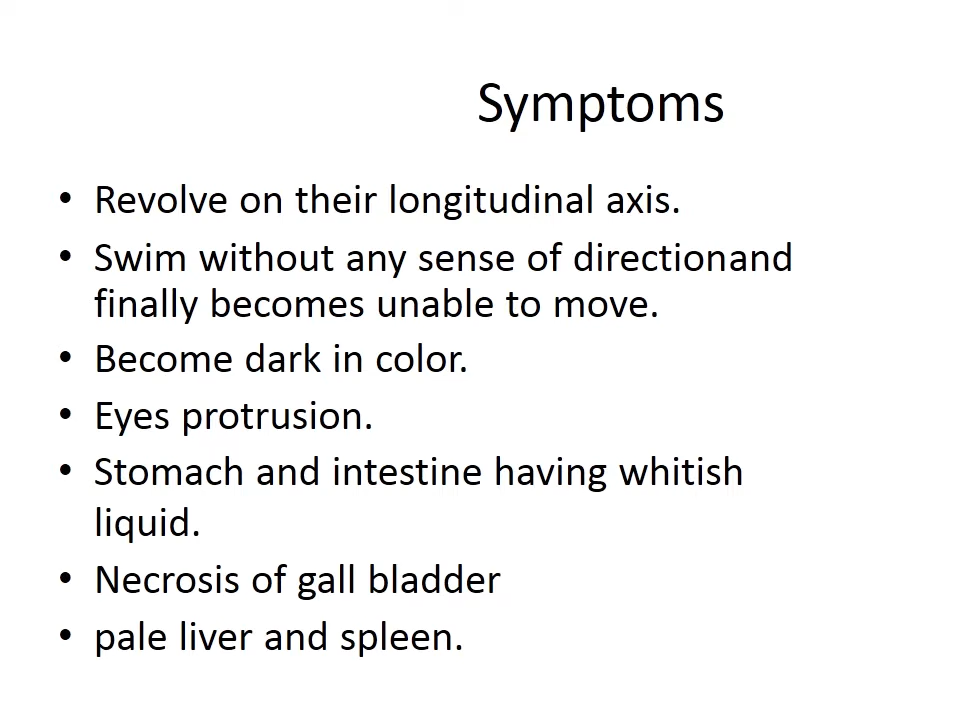 Symptoms
• Revolve on their longitudinal axis.
• Swim without any sense of directionand
finally becomes unable to move.
• Become dark in color.
• Eyes protrusion.
• Stomach and intestine having whitish
liquid.
• Necrosis of gall bladder
• pale liver and spleen.